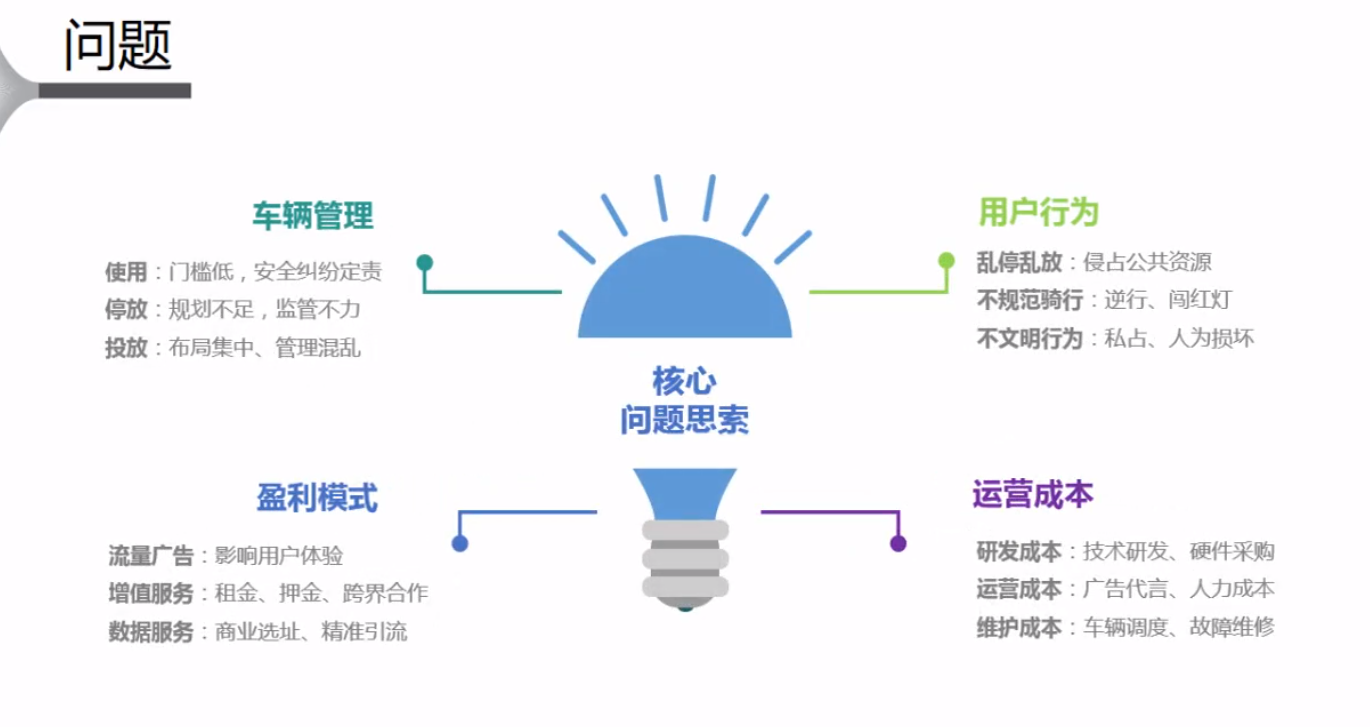 问题
车辆管理
使用：门槛低，安全纠纷定责
停放：规划不足，监管不力
投放：布局集中、管理混乱
用户行为
乱停乱放：侵占公共资源
不规范骑行：逆行、闯红灯
不文明行为：私占、人为损坏
核心
问题思索
盈利模式
流量广告：影响用户体验
增值服务：租金、押金、跨界合作
数据服务：商业选址、精准引流
运营成本
研发成本：技术研发、硬件采购
运营成本：广告代言、人力成本
维护成本：车辆调度、故障维修